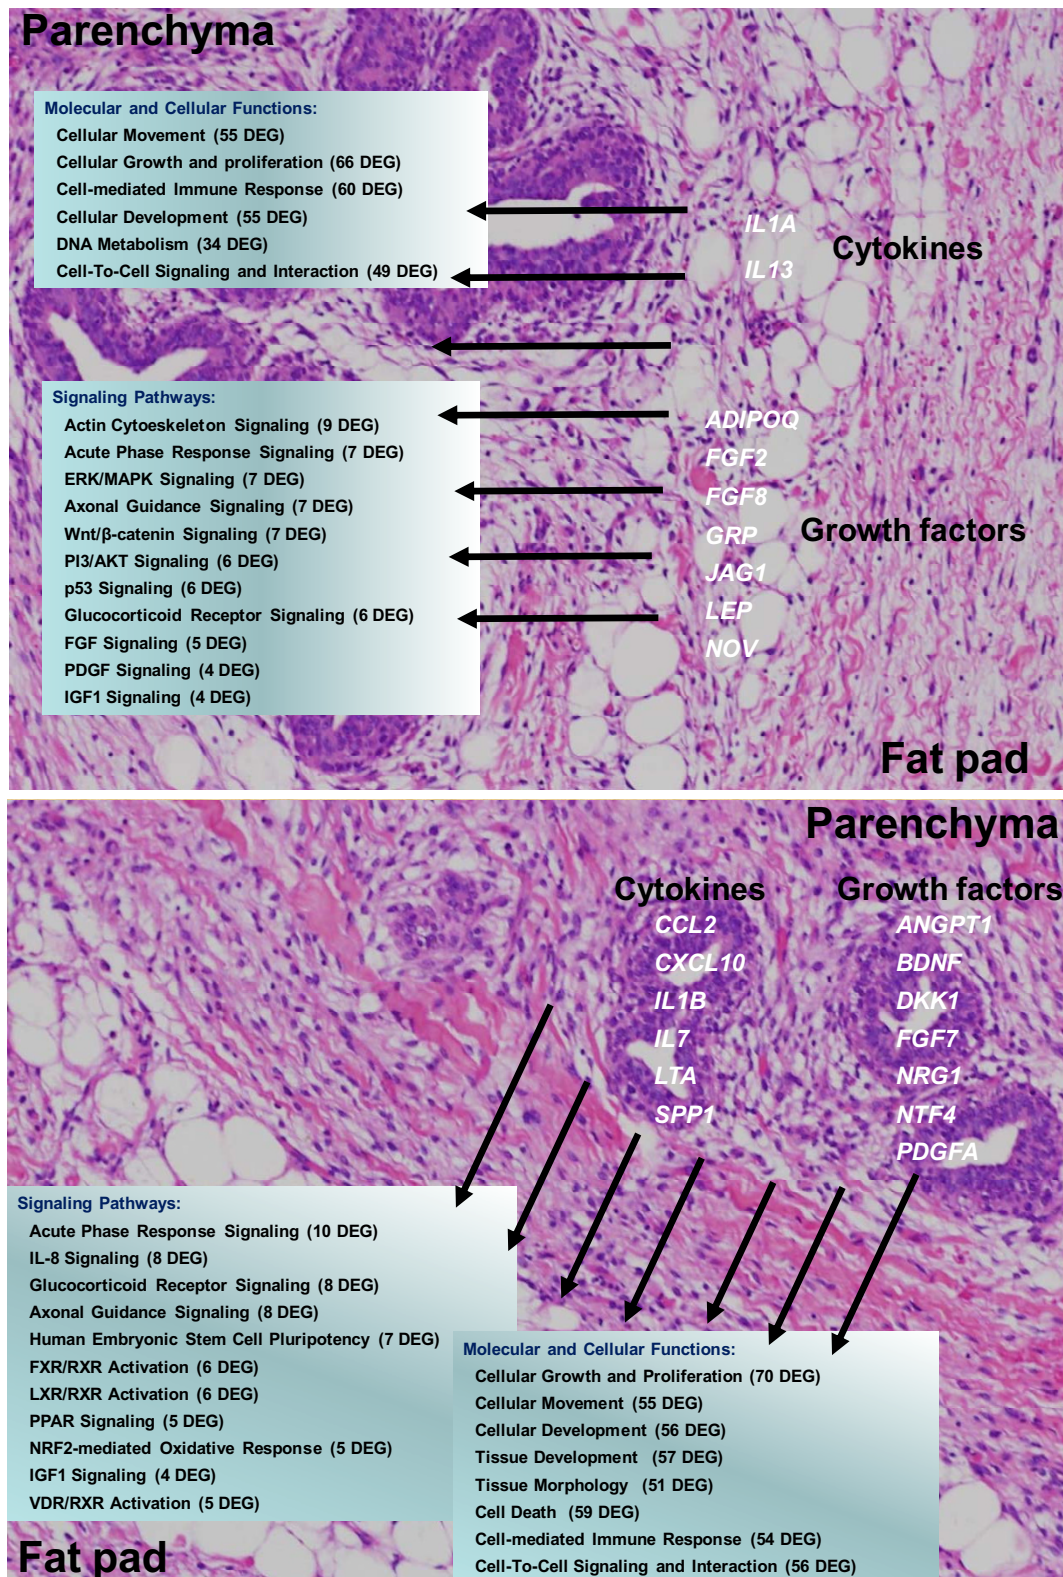 Parenchyma
Molecular and Cellular Functions:
Cellular Movement (55 DEG)
Cellular Growth and proliferation (66 DEG)
Cell-mediated Immune Response (60 DEG)
Cellular Development (55 DEG)
DNA Metabolism (34 DEG)
Cell-To-Cell Signaling and Interaction (49 DEG)
IL1A
IL13
Cytokines
Signaling Pathways:
Actin Cytoeskeleton Signaling (9 DEG)
Acute Phase Response Signaling (7 DEG)
ERK/MAPK Signaling (7 DEG)
Axonal Guidance Signaling (7 DEG)
Wnt/β-catenin Signaling (7 DEG)
PI3/AKT Signaling (6 DEG)
p53 Signaling (6 DEG)
Glucocorticoid Receptor Signaling (6 DEG)
FGF Signaling (5 DEG)
PDGF Signaling (4 DEG)
IGF1 Signaling (4 DEG)
ADIPOQ
FGF2
FGF8
GRP
JAG1
LEP
NOV
Growth factors
Fat pad
Parenchyma
Cytokines
CCL2
CXCL10
IL1B
IL7
LTA
SPP1
Growth factors
ANGPT1
BDNF
DKK1
FGF7
NRG1
NTF4
PDGFA
Signaling Pathways:
Acute Phase Response Signaling (10 DEG)
IL-8 Signaling (8 DEG)
Glucocorticoid Receptor Signaling (8 DEG)
Axonal Guidance Signaling (8 DEG)
Human Embryonic Stem Cell Pluripotency (7 DEG)
FXR/RXR Activation (6 DEG)
LXR/RXR Activation (6 DEG)
PPAR Signaling (5 DEG)
NRF2-mediated Oxidative Response (5 DEG)
IGF1 Signaling (4 DEG)
VDR/RXR Activation (5 DEG)
Molecular and Cellular Functions:
Cellular Growth and Proliferation (70 DEG)
Cellular Movement (55 DEG)
Cellular Development (56 DEG)
Tissue Development (57 DEG)
Tissue Morphology (51 DEG)
Cell Death (59 DEG)
Cell-mediated Immune Response (54 DEG)
Cell-To-Cell Signaling and Interaction (56 DEG)
Fat pad